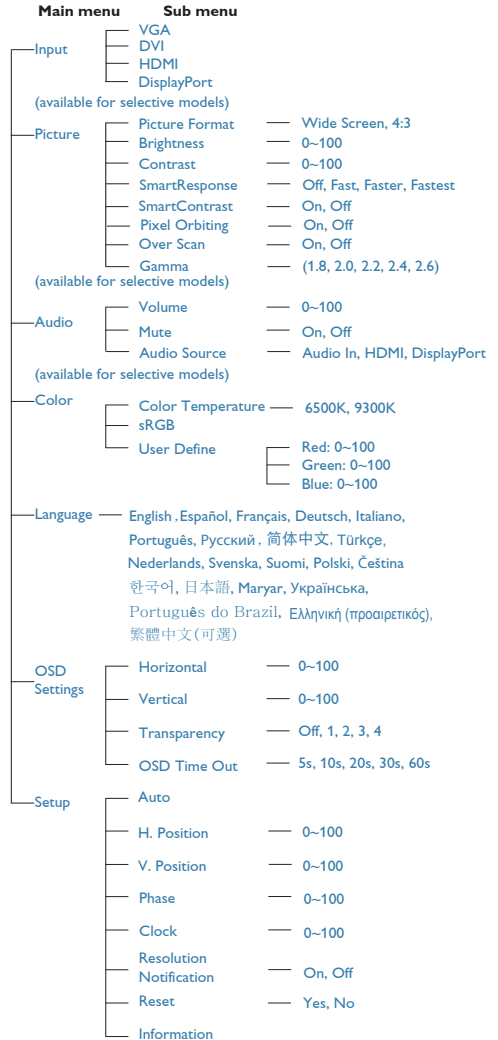 Main menu Sub menu
VGA
Input DVI
HDMI
DisplayPort
(available for selective models)
Picture Picture Format Wide Screen, 4:3
Brightness 0~100
Contrast 0~100
SmartResponse Off, Fast, Faster, Fastest
SmartContrast On, Off
Pixel Orbiting On, Off
Over Scan On, Off
Gamma (1.8, 2.0, 2.2, 2.4, 2.6)
(available for selective models)
Volume 0~100
Audio
Mute On, Off
Audio Source Audio In, HDMI, DisplayPort
(available for selective models)
Color
Color Temperature 6500K, 9300K
sRGB
User Define Red: 0~100
Green: 0~100
Blue: 0~100
Language English, Español, Français, Deutsch, Italiano,
Português, Русский, 简体中文, Türkçe,
Nederlands, Svenska, Suomi, Polski, Čeština
한국어, 日本語, Maryar, Українська,
Português do Brazil, Ελληνική (προαιρετικός),
繁體中文(可選)
OSD Settings
Horizontal 0~100
Vertical 0~100
Transparency Off, 1, 2, 3, 4
OSD Time Out 5s, 10s, 20s, 30s, 60s
Setup Auto
H. Position 0~100
V. Position 0~100
Phase 0~100
Clock 0~100
Resolution
Notification On, Off
Reset Yes, No
Information